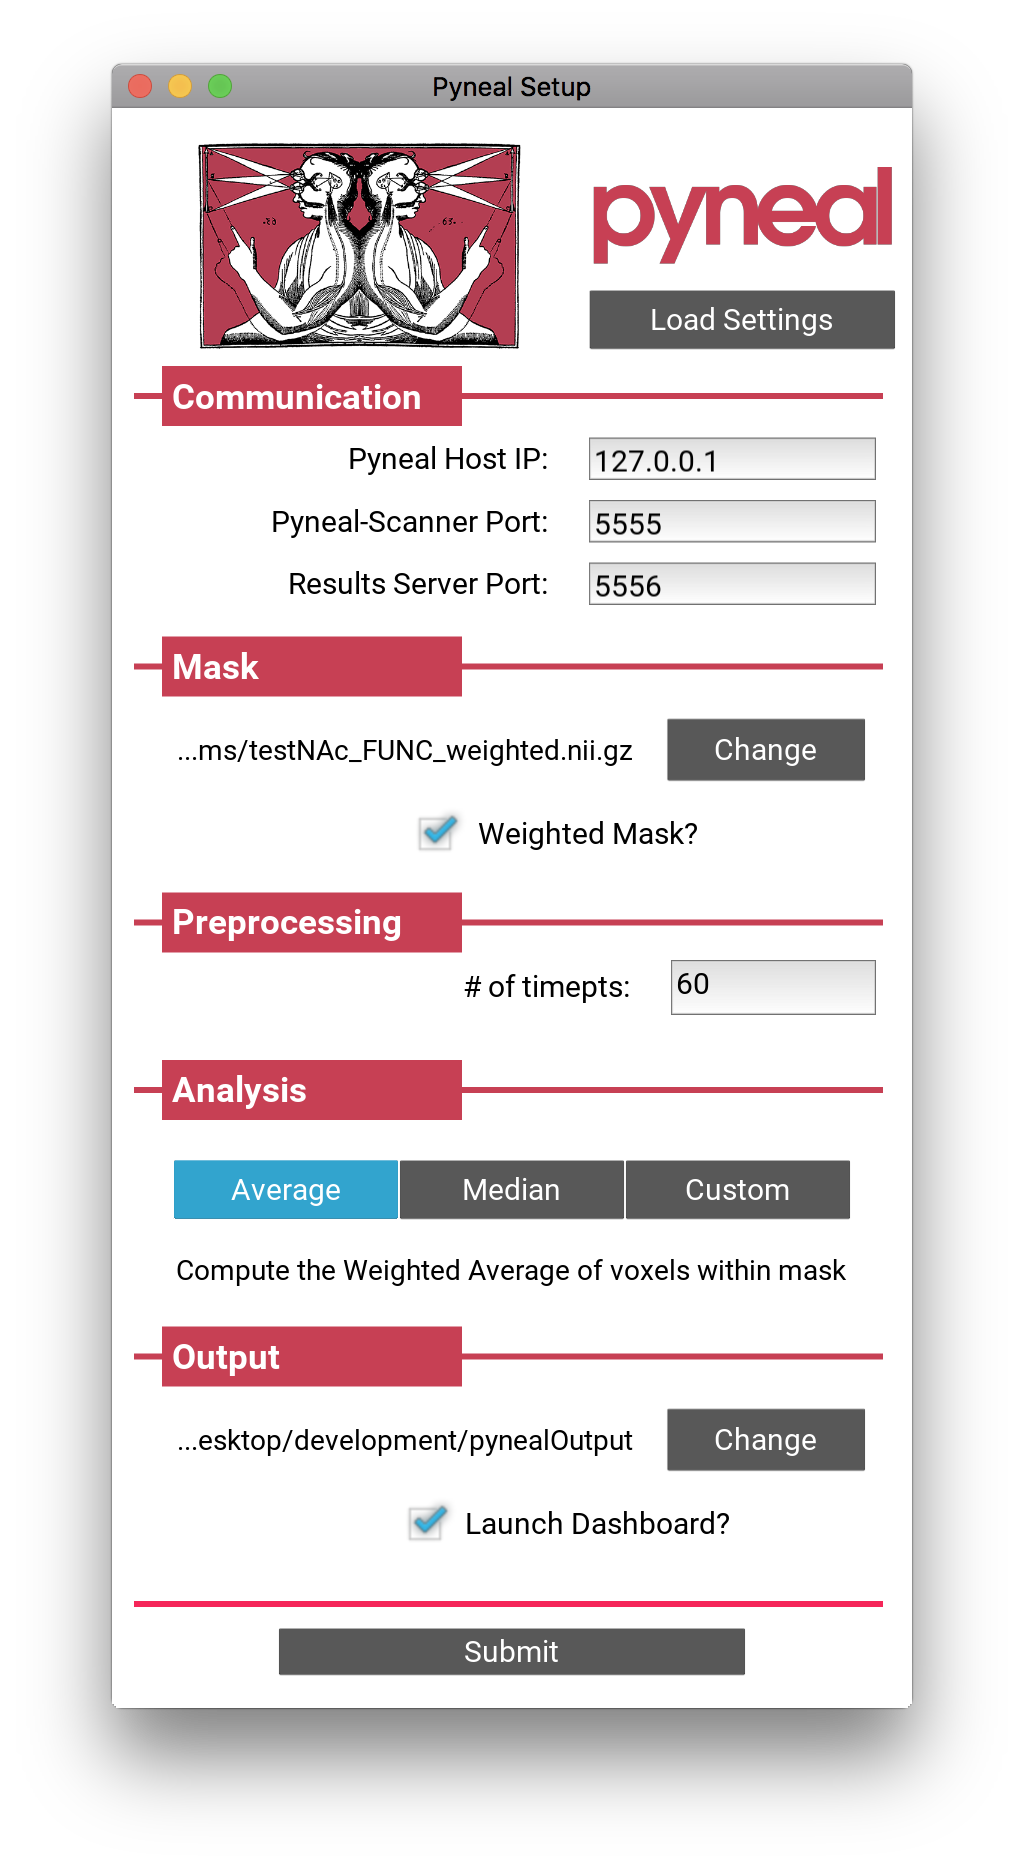 Pyneal Setup
pyneal
Load Settings
Communication
Pyneal Host IP: 127.0.0.1
Pyneal-Scanner Port: 5555
Results Server Port: 5556
Mask
...ms/testNAc_FUNC_weighted.nii.gz Change
Weighted Mask?
Preprocessing
# of timepts: 60
Analysis
Average Median Custom
Compute the Weighted Average of voxels within mask
Output
...esktop/development/pynealOutput Change
Launch Dashboard?
Submit